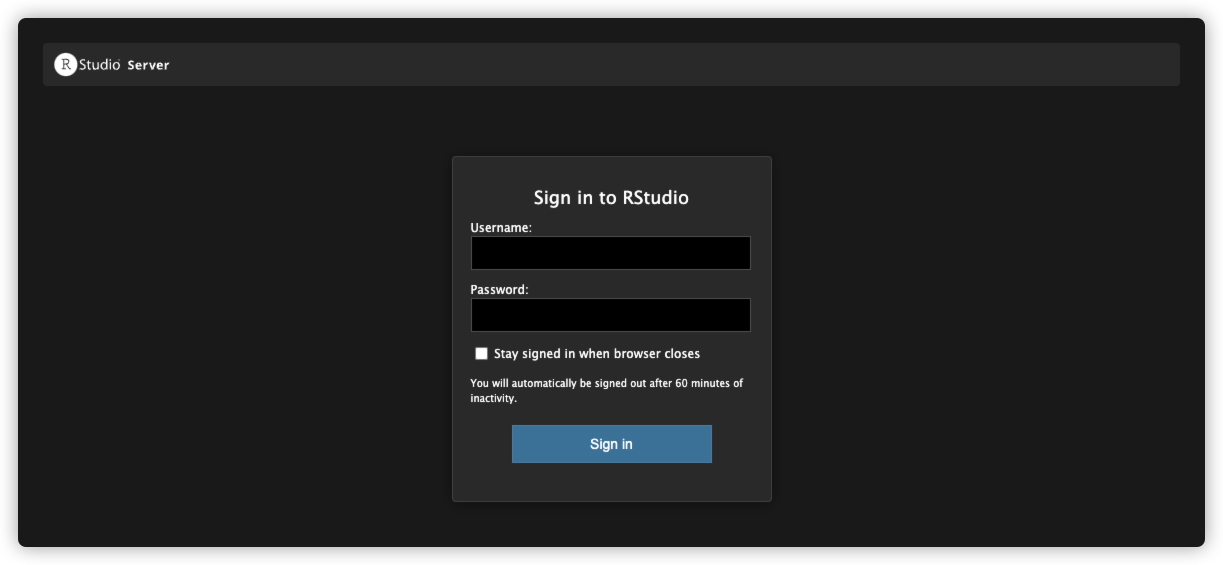 R Studio Server
Sign in to RStudio
Username:
Password:
Stay signed in when browser closes
You will automatically be signed out after 60 minutes of
inactivity.
Sign in